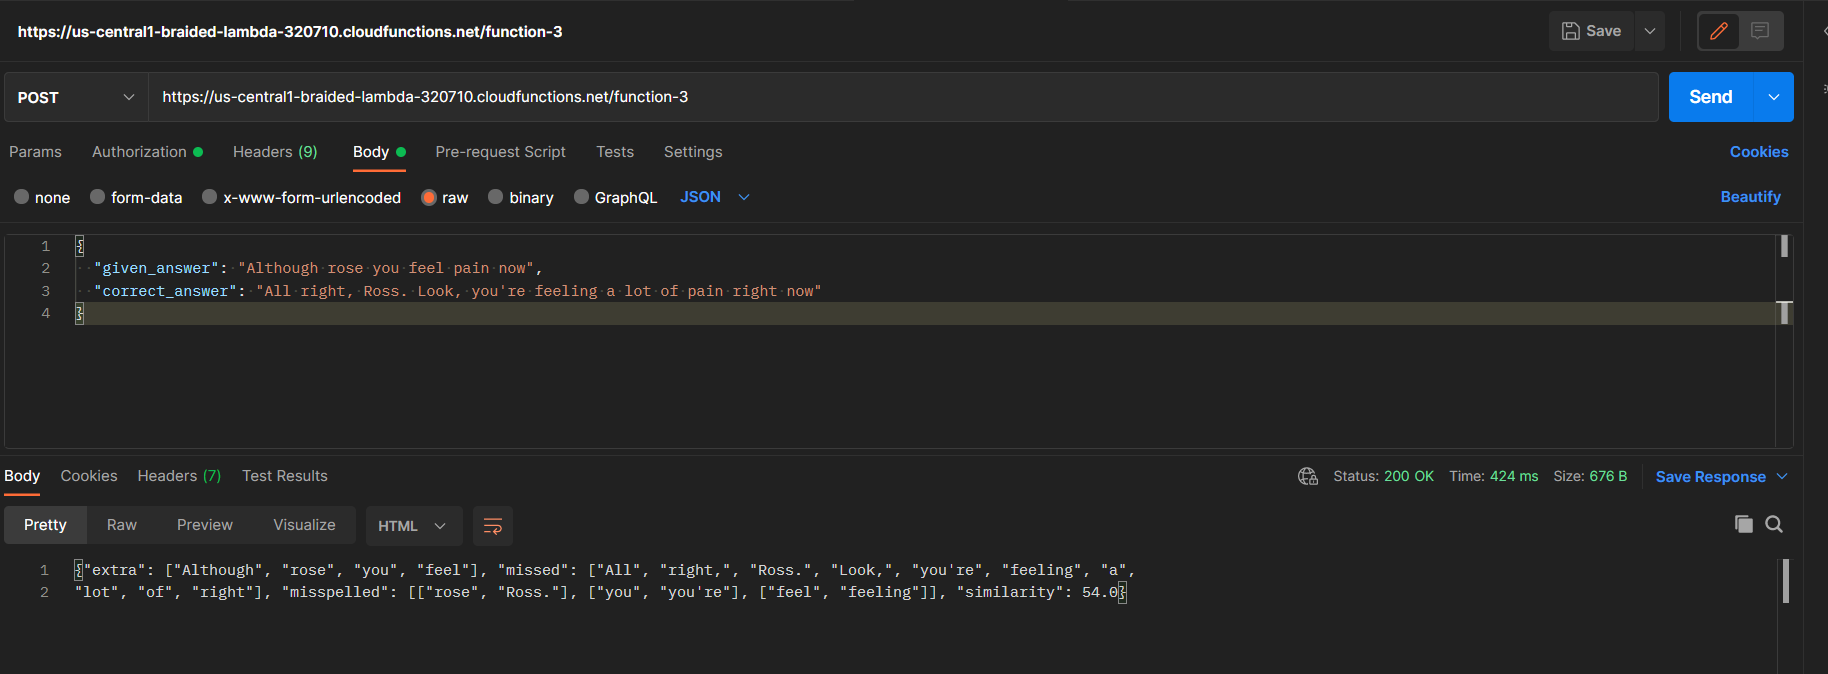 https://us-central1-braided-lambda-320710.cloudfunctions.net/function-3
Save
POST
https://us-central1-braided-lambda-320710.cloudfunctions.net/function-3
Send
Params Authorization Headers (9) Body Pre-request Script Tests Settings Cookies
none form-data x-www-form-urlencoded raw binary GraphQL JSON Beautify
1 {
2 "given_answer": "Although rose you feel pain now",
3 "correct_answer": "All right, Ross. Look, you're feeling a lot of pain right now"
4 }
Body Cookies Headers (7) Test Results Status: 200 OK Time: 424 ms Size: 676 B Save Response
Pretty Raw Preview Visualize HTML
1 {"extra": ["Although", "rose", "you", "feel"], "missed": ["All", "right,", "Ross.", "Look,", "you're", "feeling", "a",
2 "lot", "of", "right"], "misspelled": [["rose", "Ross."], ["you", "you're"], ["feel", "feeling"]], "similarity": 54.0}